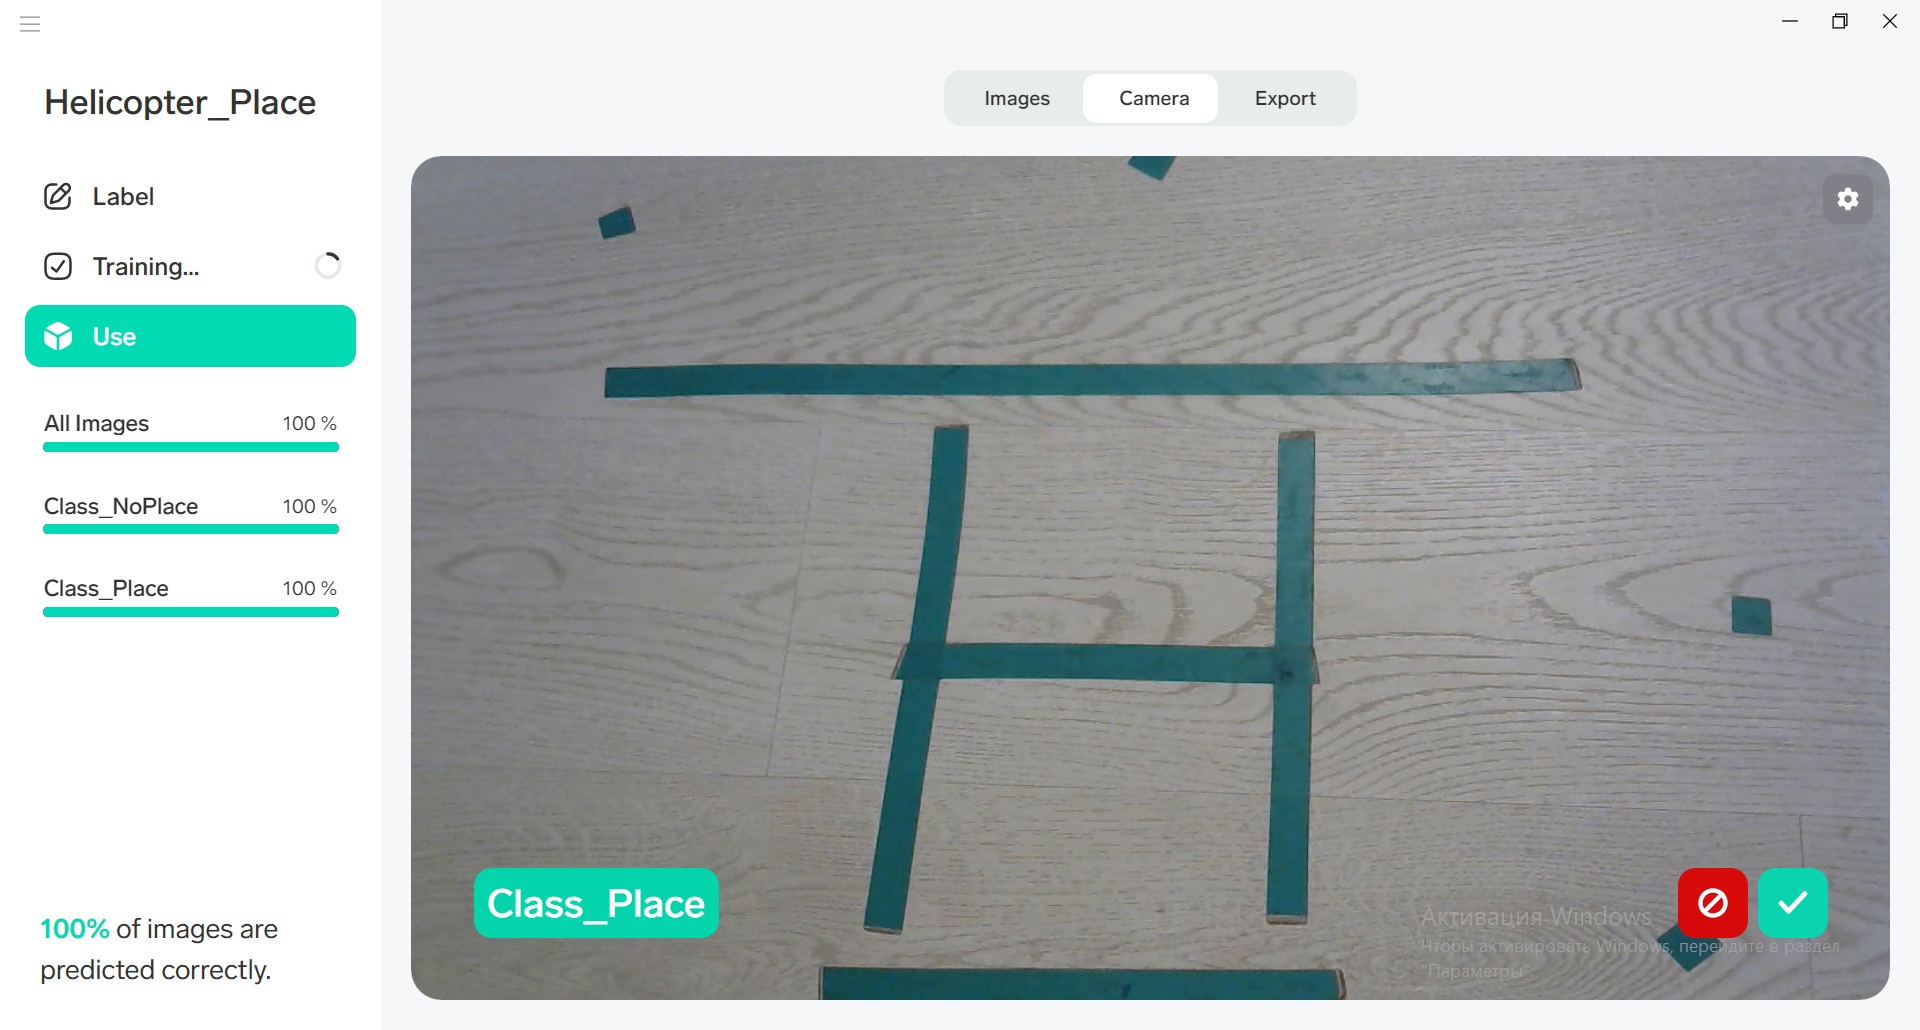 Helicopter_Place
Label
Training...
Use
All Images 100 %
Class_NoPlace 100 %
Class_Place 100 %
100% of images are
predicted correctly.
Images Camera Export
H
Class_Place
Активация Windows
Чтобы активировать Windows, перейдите в раздел
"Параметры".